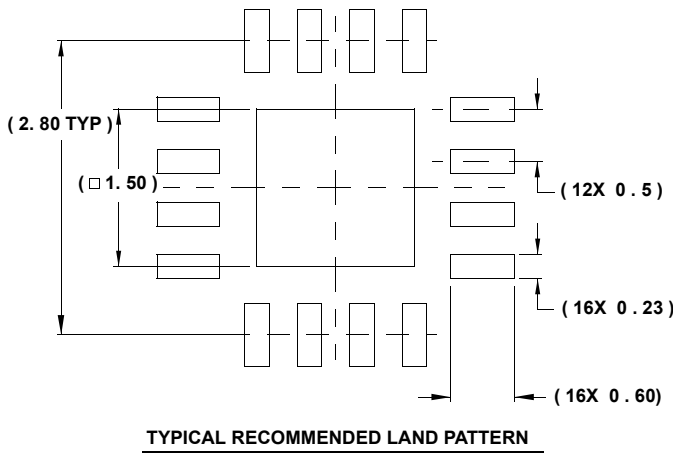 ( 2. 80 TYP )
( □ 1. 50 )
( 12X 0 . 5 )
( 16X 0 . 23 )
( 16X 0 . 60)
TYPICAL RECOMMENDED LAND PATTERN